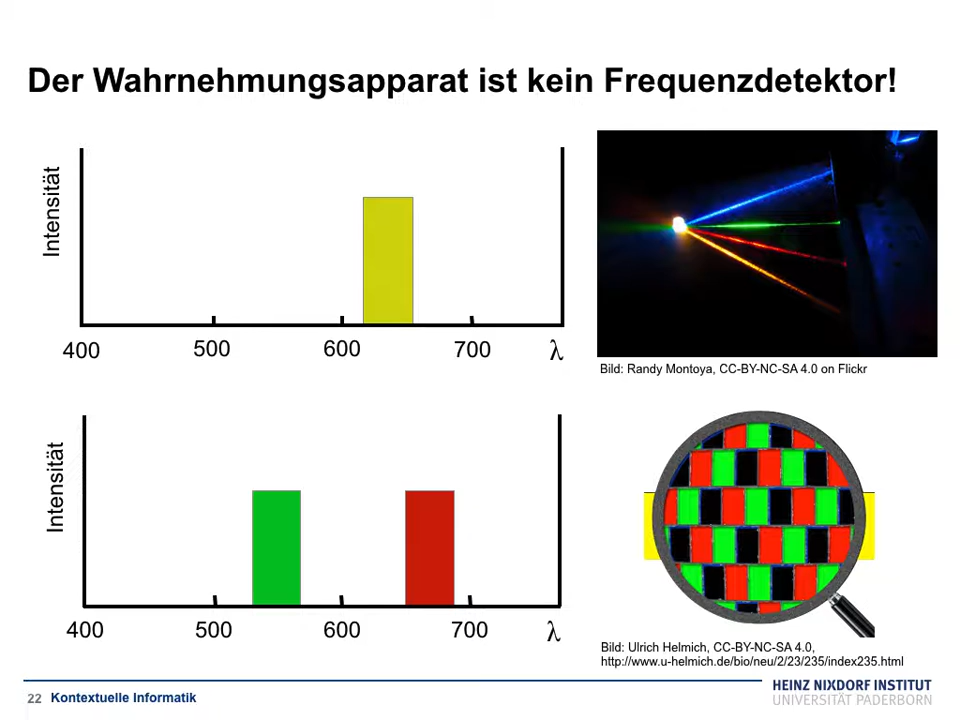 Der Wahrnehmungsapparat ist kein Frequenzdetektor!
Intensität
400
500
600
700
λ
Bild: Randy Montoya, CC-BY-NC-SA 4.0 on Flickr
Intensität
400
500
600
700
λ
Bild: Ulrich Helmich, CC-BY-NC-SA 4.0,
http://www.u-helmich.de/bio/neu/2/23/235/index235.html
22 Kontextuelle Informatik
HEINZ NIXDORF INSTITUT
UNIVERSITÄT PADERBORN